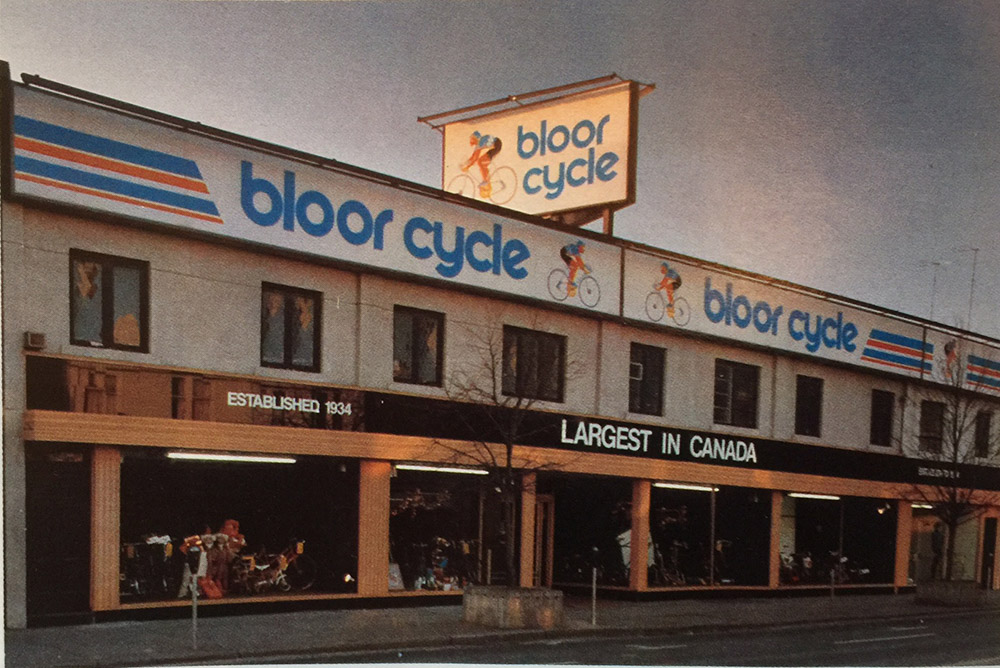 bloor
cycle
bloor cycle
bloor cycle
ESTABLISHED 1934
LARGEST IN CANADA